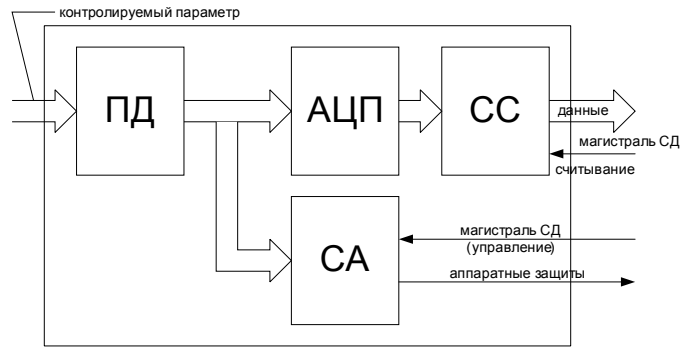 контролируемый параметр
ПД
АЦП
СС
данные
магистраль СД
считывание
СА
магистраль СД
(управление)
аппаратные защиты